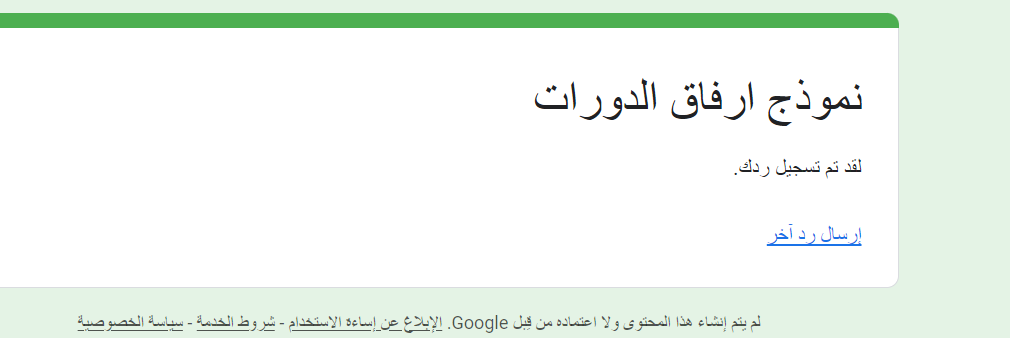 نموذج ارفاق الدورات
لقد تم تسجيل ردك.
إرسال رد آخر
لم يتم إنشاء هذا المحتوى ولا اعتماده من قِبل Google. الإبلاغ عن إساءة الاستخدام - شروط الخدمة - سياسة الخصوصية